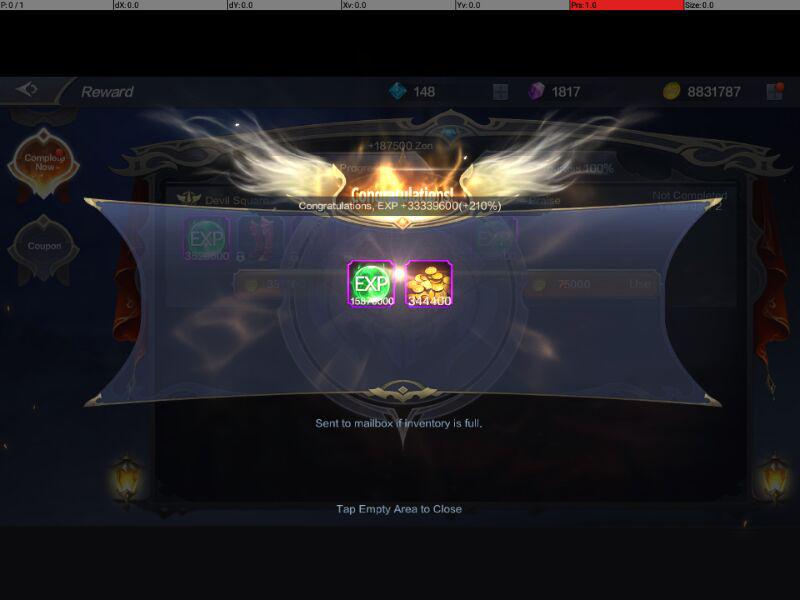 P: 0 / 1 dX: 0.0 dY: 0.0 Xv: 0.0 Yv: 0.0 Prs: 1.0 Size: 0.0
Reward 148 1817 8831787
+187500 Zen
Complete Now
100%
Congratulations!
Devil Square
Not Completed
Congratulations, EXP +33339600(+210%)
Coupon
EXP
EXP
EXP
15876000 344400
75000 Use
Sent to mailbox if inventory is full.
Tap Empty Area to Close